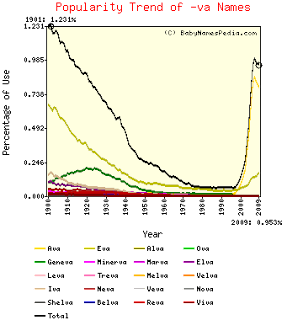 Popularity Trend of -va Names
1901: 1.231%
(C) BabyNamesPedia.com
1.231
0.985
0.738
0.492
0.246
0.000
Percentage of Use
1900 1910 1920 1930 1940 1950 1960 1970 1980 1990 2000 2009
Year
2009: 0.953%
Ava Eva Alva Ova
Geneva Minerva Marva Elva
Leva Treva Melva Velva
Iva Neva Veva Nova
Shelva Belva Reva Viva
Total